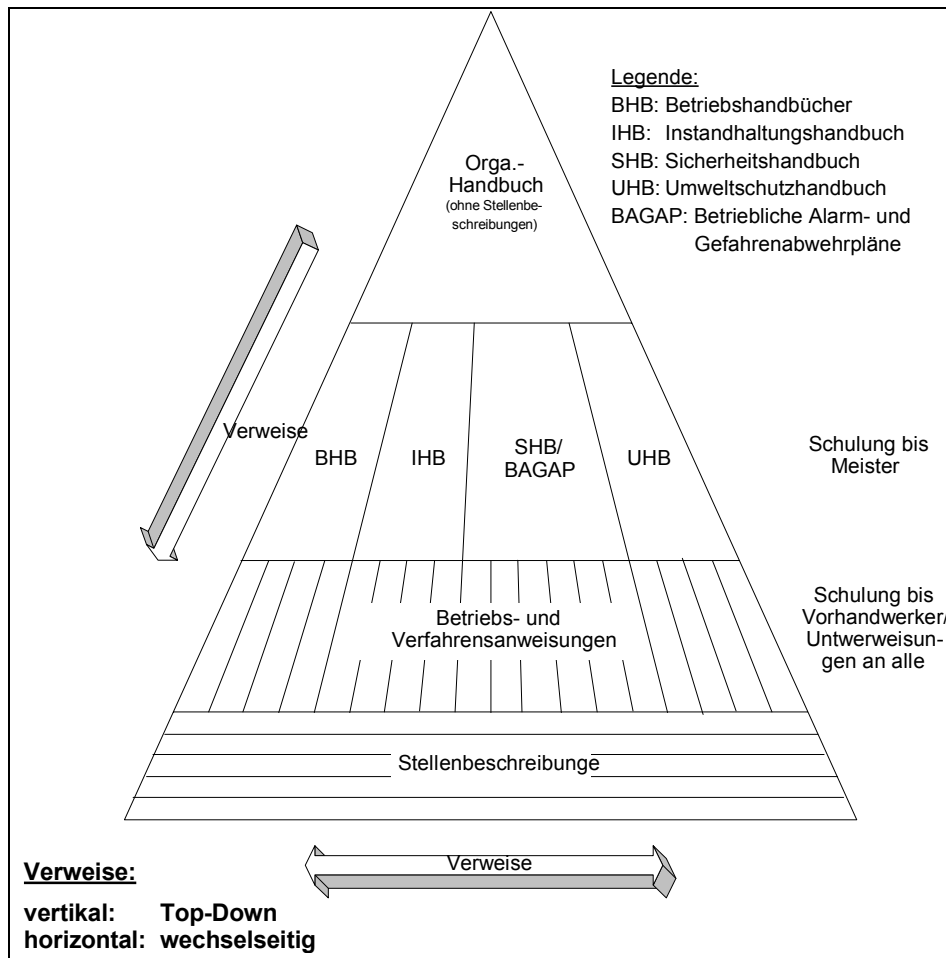 Legende:
BHB: Betriebshandbücher
IHB: Instandhaltungshandbuch
SHB: Sicherheitshandbuch
UHB: Umweltschutzhandbuch
BAGAP: Betriebliche Alarm- und
Gefahrenabwehrpläne
Orga.-
Handbuch
(ohne Stellenbe-
schreibungen)
Verweise
BHB
IHB
SHB/
BAGAP
UHB
Schulung bis
Meister
Betriebs- und
Verfahrensanweisungen
Schulung bis
Vorhandwerker/
Untwerweisun-
gen an alle
Stellenbeschreibunge
Verweise
Verweise:
vertikal: Top-Down
horizontal: wechselseitig